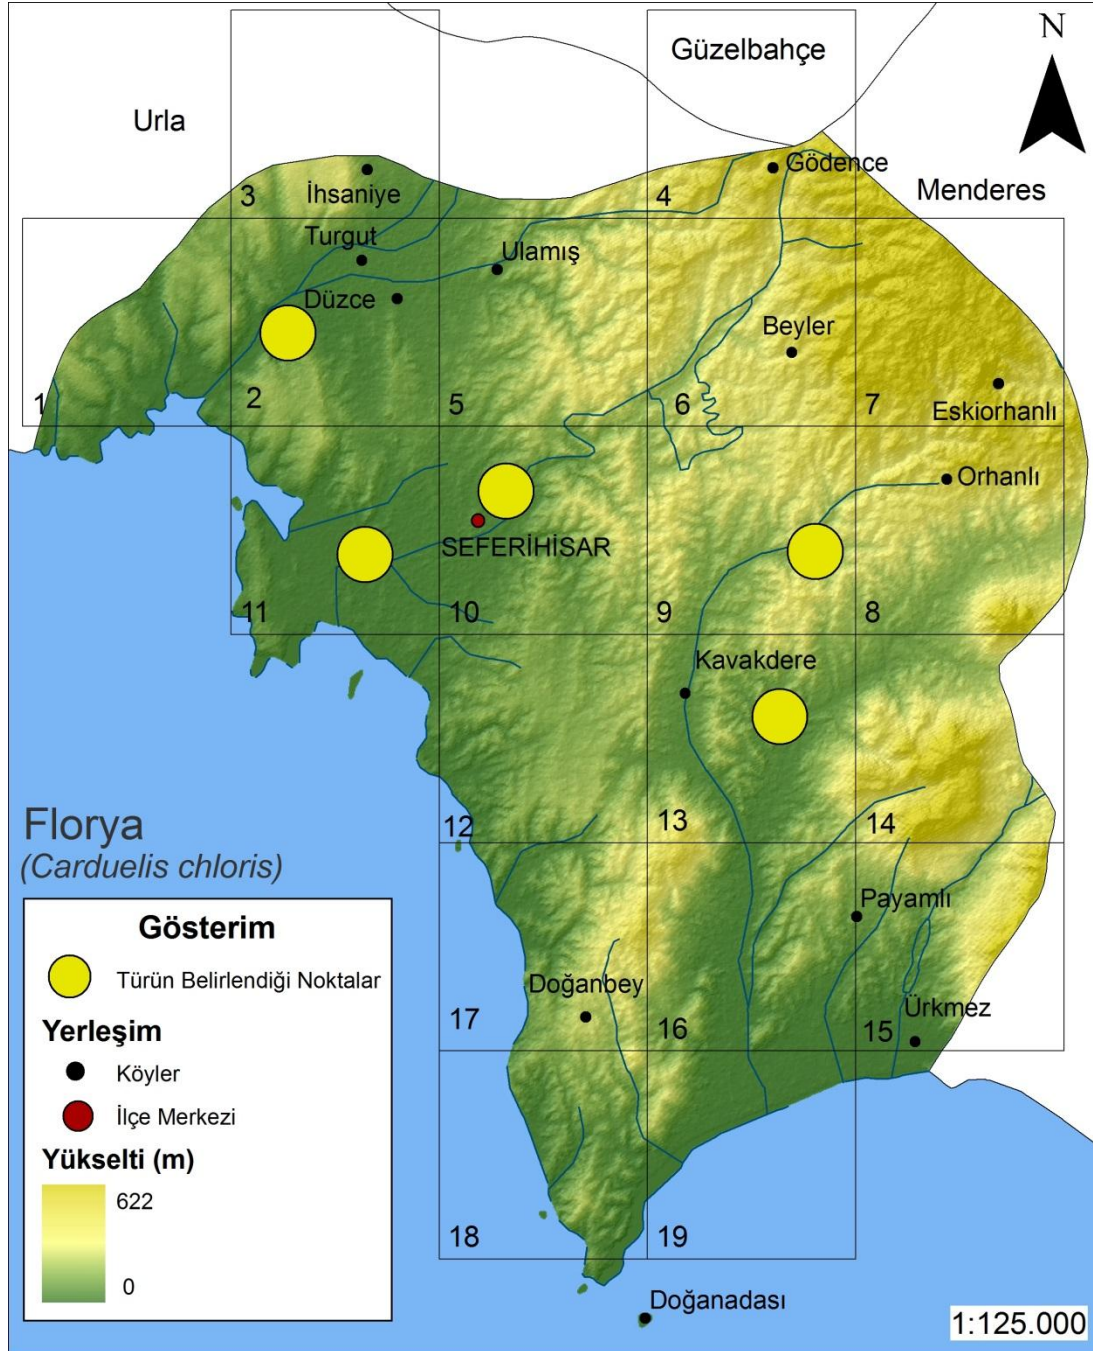 N
Güzelbahçe
Urla
Gödence
Menderes
3
4
İhsaniye
Turgut
Ulamış
Düzce
Beyler
Eskiorhanlı
1
2
5
6
7
Orhanlı
SEFERİHİSAR
11
10
9
8
Kavakdere
Florya
(Carduelis chloris)
12
13
14
Payamlı
Gösterim
Türün Belirlendiği Noktalar
Doğanbey
Ürkmez
Yerleşim
17
16
15
Köyler
İlçe Merkezi
Yükselti (m)
622
0
18
19
Doğanadası
1:125.000